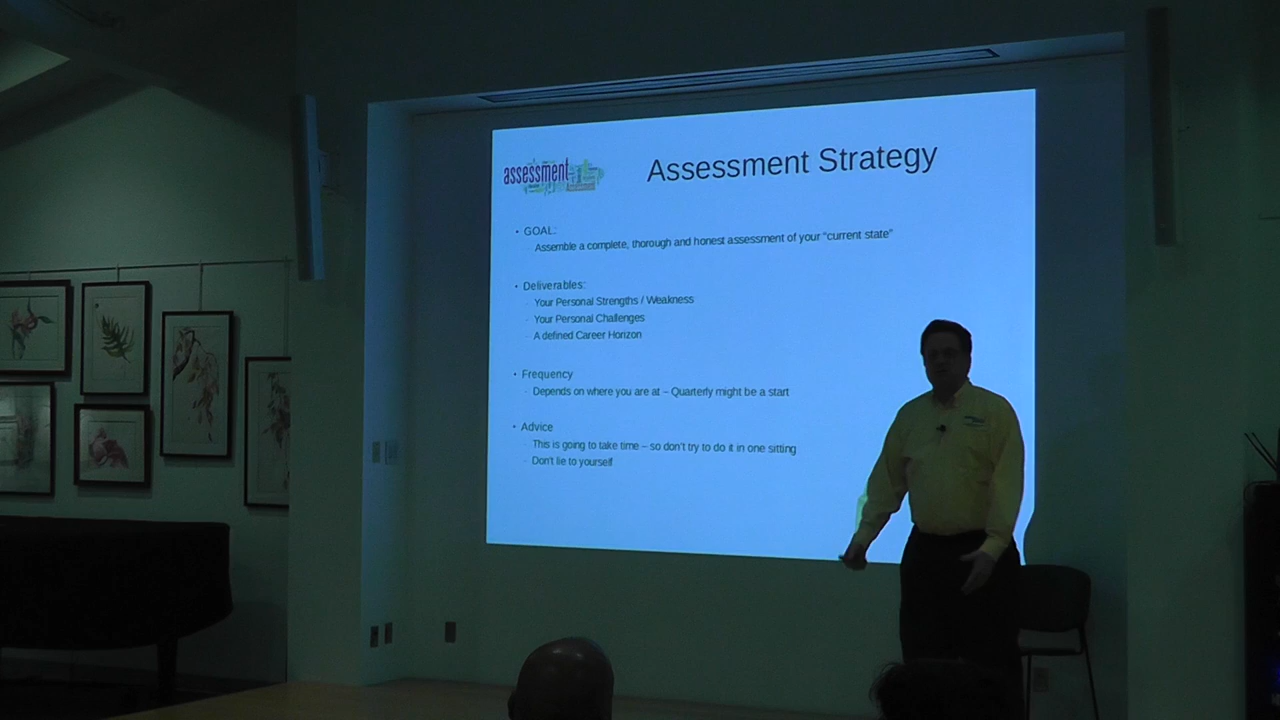 assessment
Assessment Strategy
• GOAL:
- Assemble a complete, thorough and honest assessment of your “current state”
• Deliverables:
- Your Personal Strengths / Weakness
- Your Personal Challenges
- A defined Career Horizon
• Frequency
- Depends on where you are at – Quarterly might be a start
• Advice
- This is going to take time – so don't try to do it in one sitting
- Don't lie to yourself